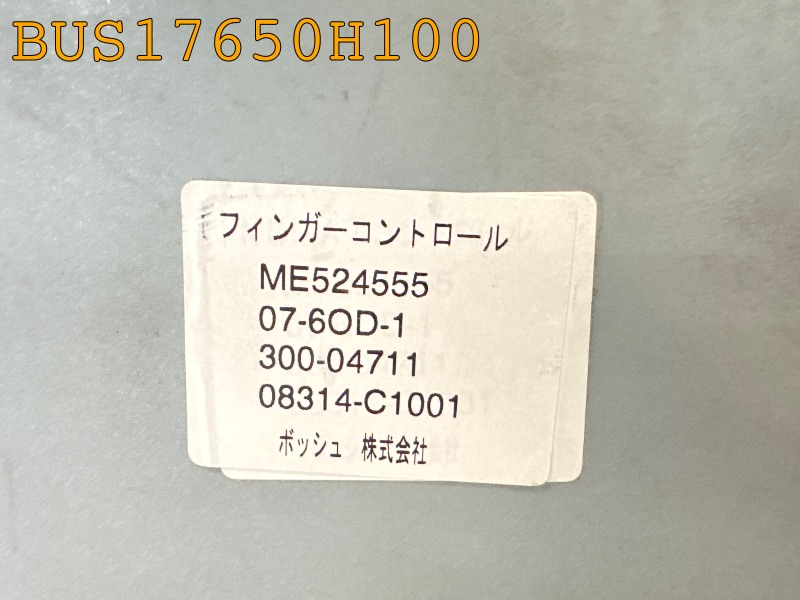 BUS17650H100
フィンガーコントロール
ME524555
07-6OD-1
300-04711
08314-C1001
ボッシュ 株式会社